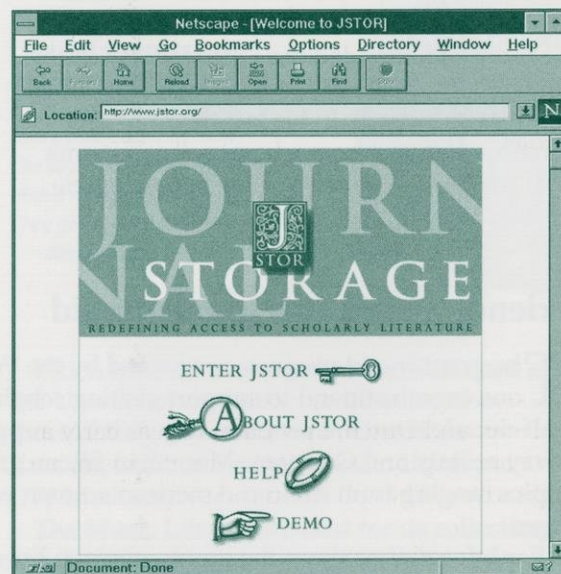 Netscape - [Welcome to JSTOR]
File Edit View Go Bookmarks Options Directory Window Help
Back Forward Home Reload Images Open Print Find Stop
Location: http://www.jstor.org/ N
JOURN
NAL
J
STOR
STORAGE
REDEFINING ACCESS TO SCHOLARLY LITERATURE
ENTER JSTOR
ABOUT JSTOR
HELP
DEMO
Document: Done